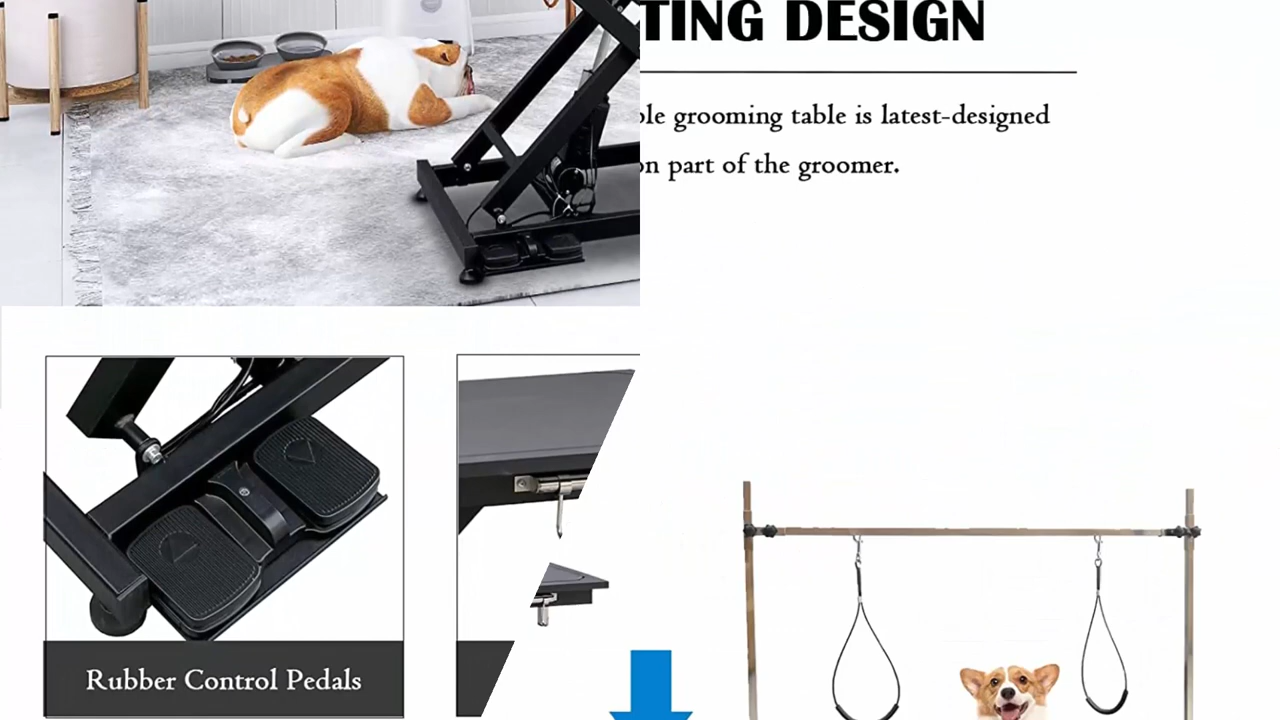 TING DESIGN
ble grooming table is latest-designed
on part of the groomer.
Rubber Control Pedals